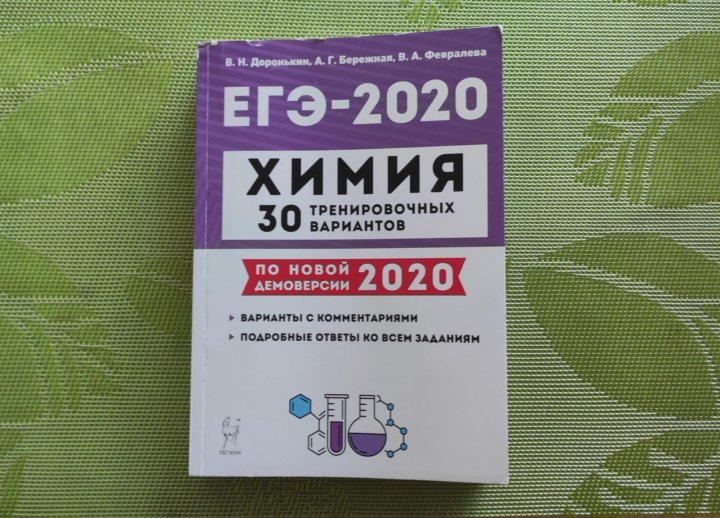 В. Н. Доронькин, А. Г. Бережная, В. А. Февралева
ЕГЭ-2020
ХИМИЯ
30 ТРЕНИРОВОЧНЫХ
ВАРИАНТОВ
ПО НОВОЙ
ДЕМОВЕРСИИ 2020
ВАРИАНТЫ С КОММЕНТАРИЯМИ
ПОДРОБНЫЕ ОТВЕТЫ КО ВСЕМ ЗАДАНИЯМ
ЛЕГИОН